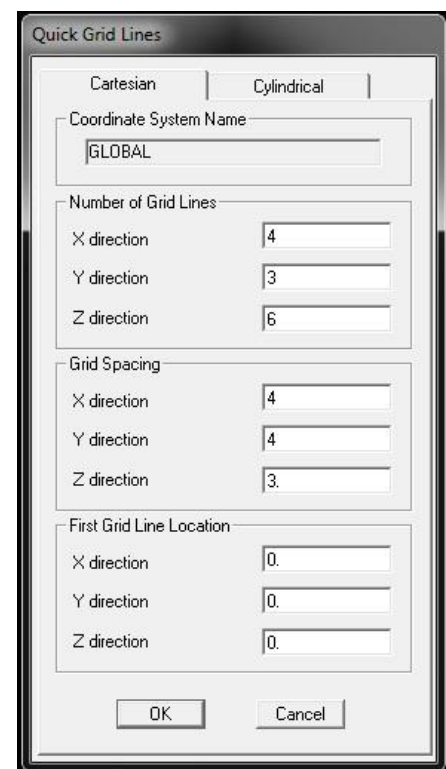 Quick Grid Lines
Cartesian
Cylindrical
Coordinate System Name
GLOBAL
Number of Grid Lines
X direction 4
Y direction 3
Z direction 6
Grid Spacing
X direction 4
Y direction 4
Z direction 3.
First Grid Line Location
X direction 0.
Y direction 0.
Z direction 0.
OK
Cancel